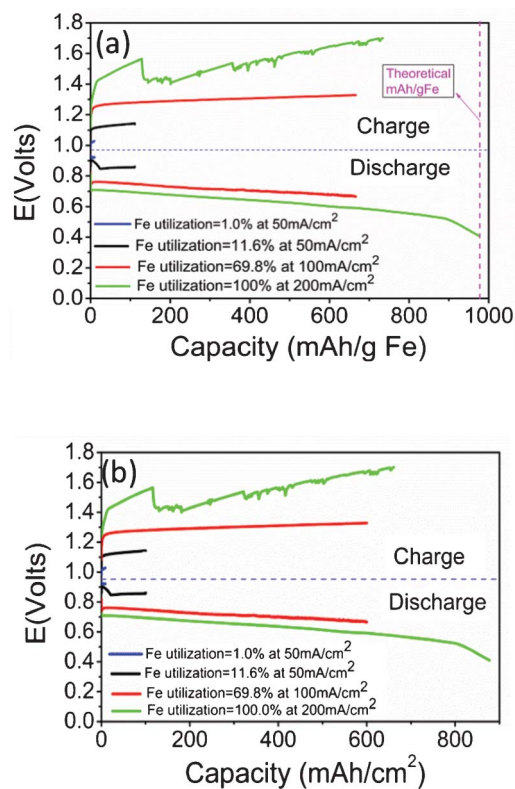 (a)
1.8
1.6
1.4
1.2
1.0
0.8
0.6
0.4
0.2
0.0
E(Volts)
Theoretical
mAh/gFe
Charge
Discharge
Fe utilization=1.0% at 50mA/cm²
Fe utilization=11.6% at 50mA/cm²
Fe utilization=69.8% at 100mA/cm²
Fe utilization=100% at 200mA/cm²
0 200 400 600 800 1000
Capacity (mAh/g Fe)
(b)
1.8
1.6
1.4
1.2
1.0
0.8
0.6
0.4
0.2
0.0
E(Volts)
Charge
Discharge
Fe utilization=1.0% at 50mA/cm²
Fe utilization=11.6% at 50mA/cm²
Fe utilization=69.8% at 100mA/cm²
Fe utilization=100.0% at 200mA/cm²
0 200 400 600 800
Capacity (mAh/cm²)